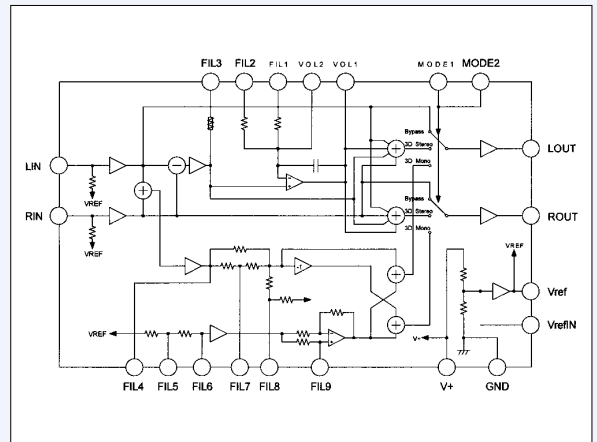 FIL3 FIL2 FIL1 VOL2 VOL1 MODE1 MODE2
Bypass
LIN
3D Stereo
LOUT
3D Mono
VREF
Bypass
RIN
3D Stereo
ROUT
VREF
3D Mono
VREF
-1
Vref
VREF
V+
VrefIN
FIL4 FIL5 FIL6 FIL7 FIL8 FIL9 V+ GND